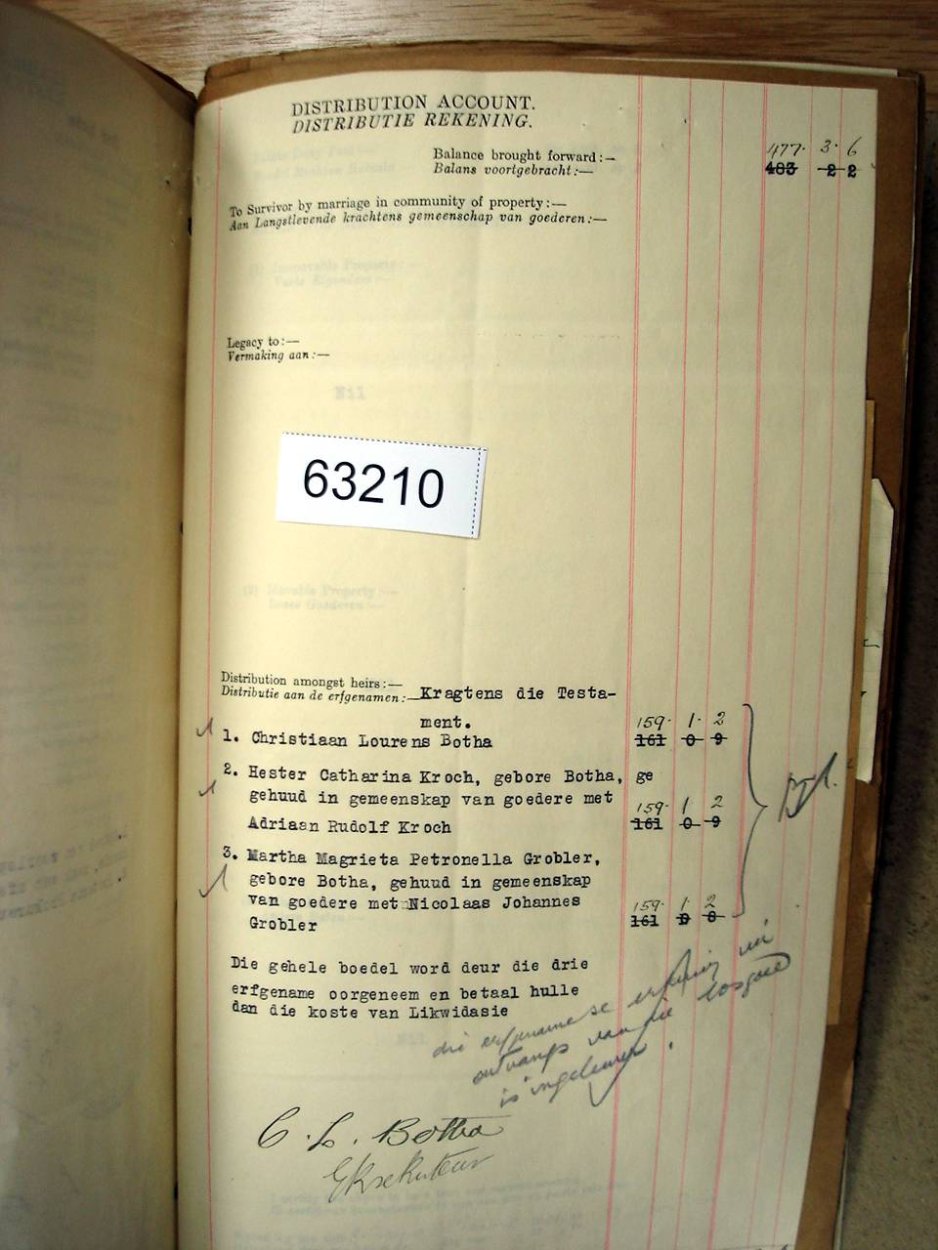 DISTRIBUTION ACCOUNT.
DISTRIBUTIE REKENING.
Balance brought forward:— 477. 3. 6
Balans voortgebracht:— 483 2 2
To Survivor by marriage in community of property:—
Aan Langstlevende krachtens gemeenschap van goederen:—
Legacy to:—
Vermaking aan:—
Nil
63210
Distribution amongst heirs:—
Distributie aan de erfgenamen:— Kragtens die Testa-
ment. 159. 1. 2
1. Christiaan Lourens Botha 161 0 9
2. Hester Catharina Kroch, gebore Botha, ge
gehuud in gemeenskap van goedere met 159. 1 2
Adriaan Rudolf Kroch 161 0 9
3. Martha Magrieta Petronella Grobler,
gebore Botha, gehuud in gemeenskap
van goedere met Nicolaas Johannes 159. 1. 2
Grobler 161 0 8
Die gehele boedel word deur die drie
erfgename oorgeneem en betaal hulle
dan die koste van Likwidasie
die erfgename se erkening vir
ontvangs van die losgoed
is ingelewer.
C. L. Botha
Eksekuteur